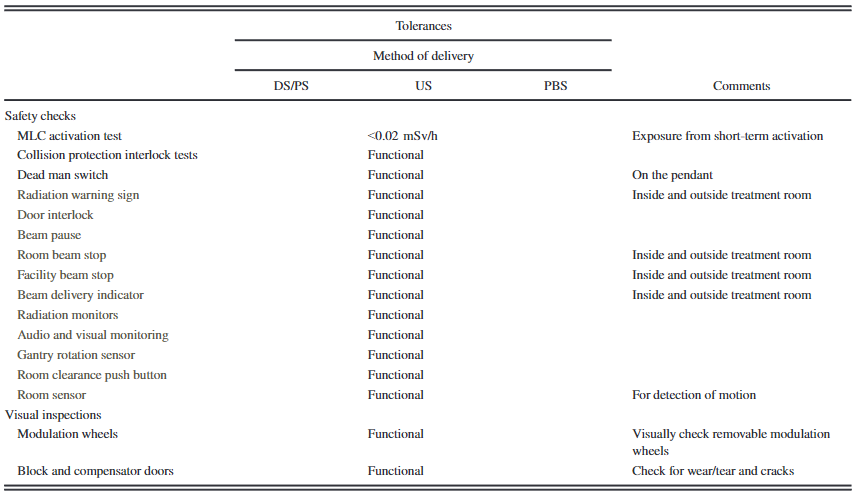 Tolerances
Method of delivery
DS/PS US PBS Comments
Safety checks
MLC activation test <0.02 mSv/h Exposure from short-term activation
Collision protection interlock tests Functional
Dead man switch Functional On the pendant
Radiation warning sign Functional Inside and outside treatment room
Door interlock Functional
Beam pause Functional
Room beam stop Functional Inside and outside treatment room
Facility beam stop Functional Inside and outside treatment room
Beam delivery indicator Functional Inside and outside treatment room
Radiation monitors Functional
Audio and visual monitoring Functional
Gantry rotation sensor Functional
Room clearance push button Functional
Room sensor Functional For detection of motion
Visual inspections
Modulation wheels Functional Visually check removable modulation
wheels
Block and compensator doors Functional Check for wear/tear and cracks